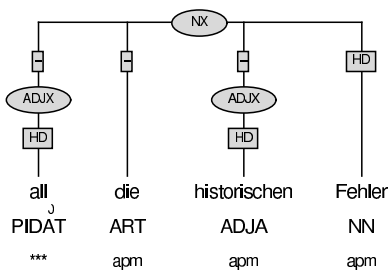 NX
- - - HD
ADJX ADJX
HD HD
all die historischen Fehler
PIDAT ART ADJA NN
*** apm apm apm